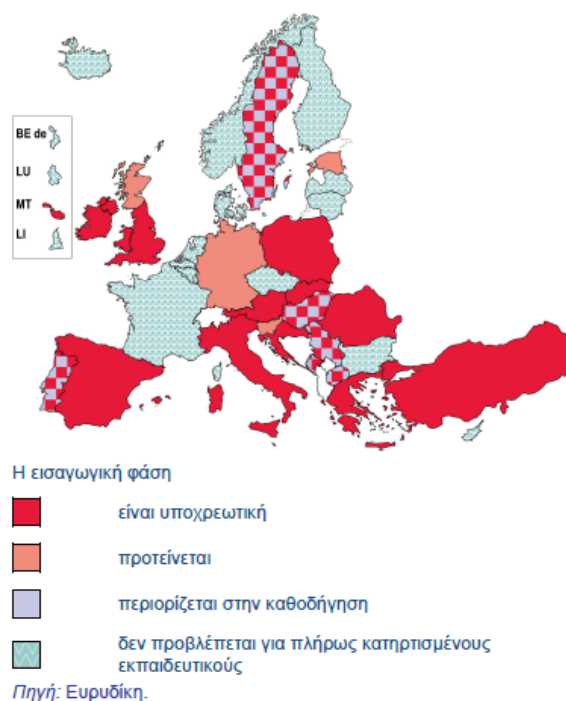 BE de
LU
MT
LI
Η εισαγωγική φάση
είναι υποχρεωτική
προτείνεται
περιορίζεται στην καθοδήγηση
δεν προβλέπεται για πλήρως κατηρτισμένους
εκπαιδευτικούς
Πηγή: Ευρυδίκη.